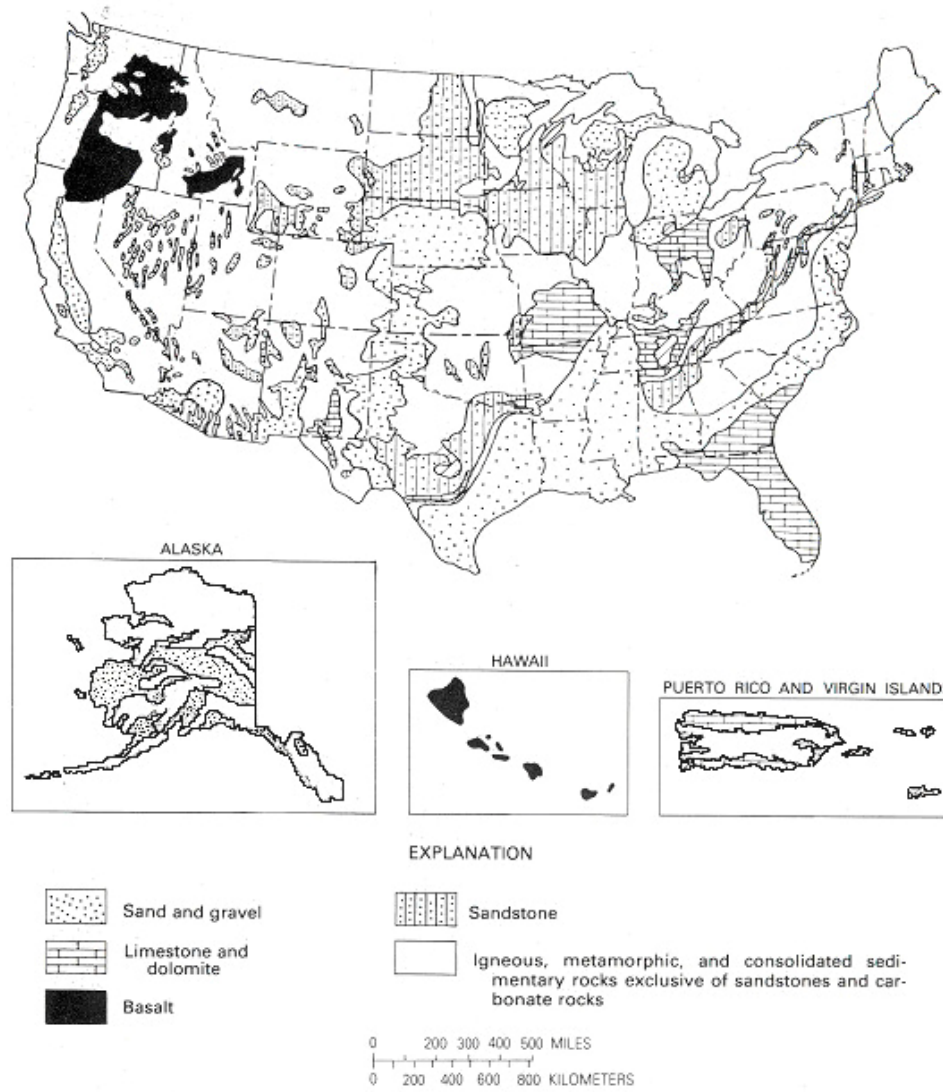 ALASKA
HAWAII
PUERTO RICO AND VIRGIN ISLANDS
EXPLANATION
Sand and gravel
Limestone and
dolomite
Basalt
Sandstone
Igneous, metamorphic, and consolidated sedi-
mentary rocks exclusive of sandstones and car-
bonate rocks
0 200 300 400 500 MILES
0 200 400 600 800 KILOMETERS